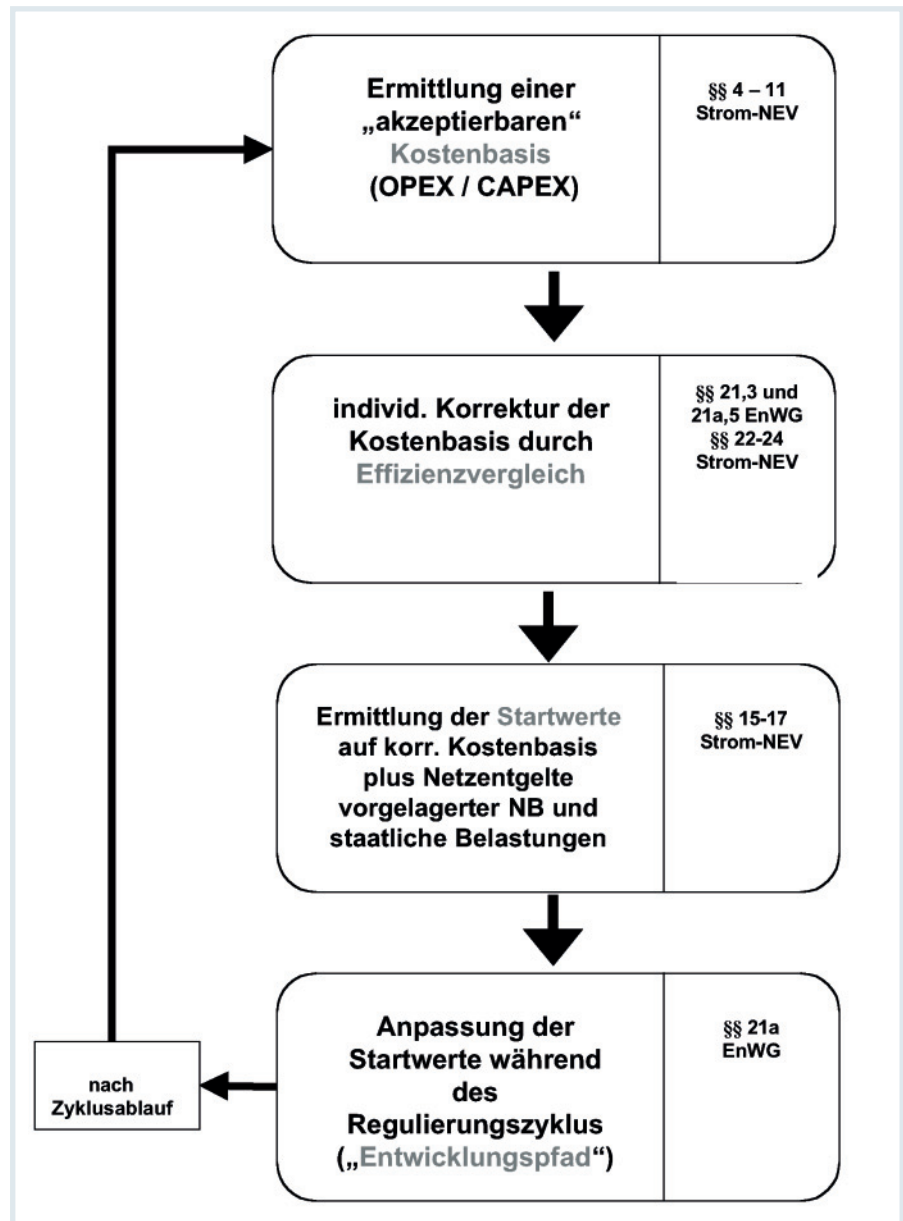 Ermittlung einer
„akzeptierbaren“
Kostenbasis
(OPEX / CAPEX)
§§ 4 – 11
Strom-NEV
individ. Korrektur der
Kostenbasis durch
Effizienzvergleich
§§ 21,3 und
21a,5 EnWG
§§ 22-24
Strom-NEV
Ermittlung der Startwerte
auf korr. Kostenbasis
plus Netzentgelte
vorgelagerter NB und
staatliche Belastungen
§§ 15-17
Strom-NEV
Anpassung der
Startwerte während
des
Regulierungszyklus
(„Entwicklungspfad“)
§§ 21a
EnWG
nach
Zyklusablauf